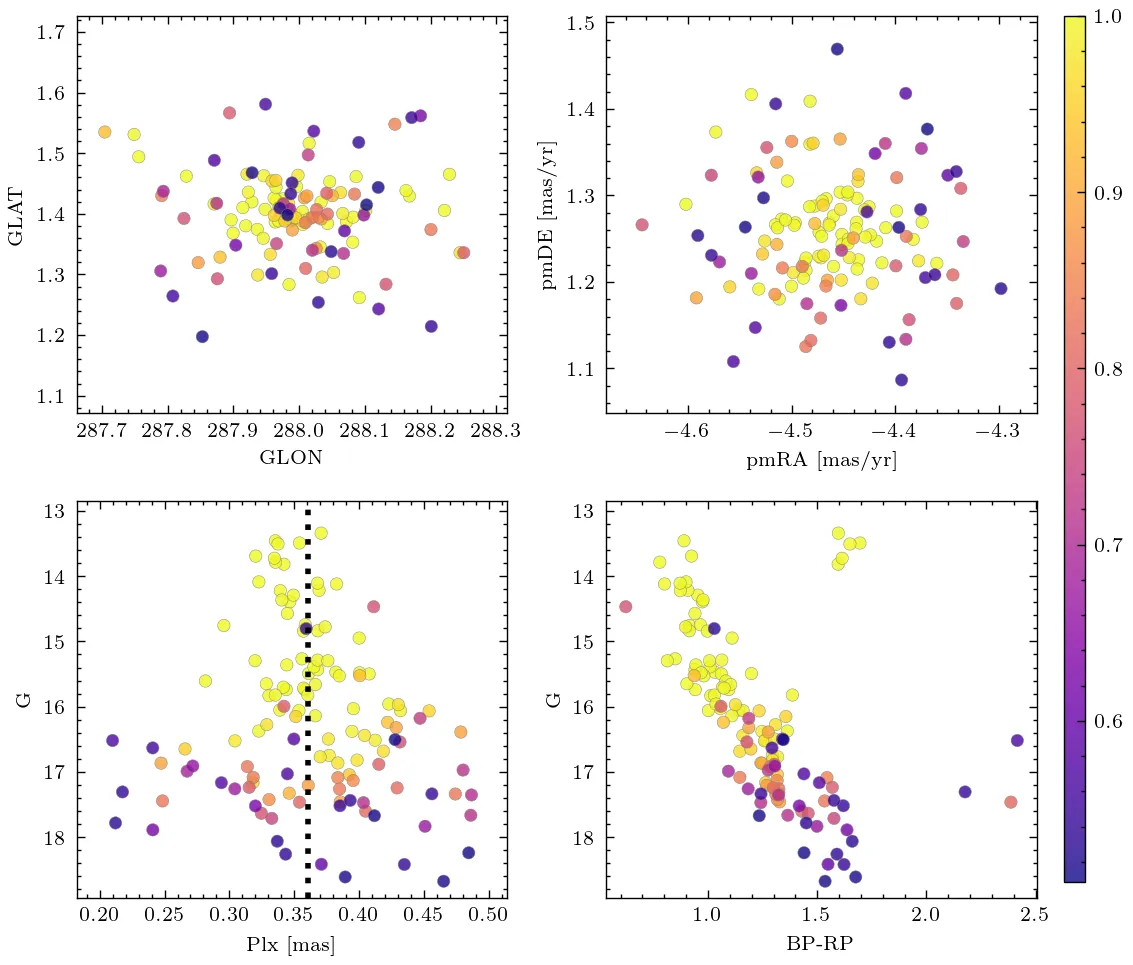 1.7
1.6
1.5
1.4
1.3
1.2
1.1
GLAT
287.7 287.8 287.9 288.0 288.1 288.2 288.3
GLON
1.5
1.4
1.3
1.2
1.1
pmDE [mas/yr]
−4.6 −4.5 −4.4 −4.3
pmRA [mas/yr]
1.0
0.9
0.8
0.7
0.6
13
14
15
16
17
18
G
0.20 0.25 0.30 0.35 0.40 0.45 0.50
Plx [mas]
13
14
15
16
17
18
G
1.0 1.5 2.0 2.5
BP-RP